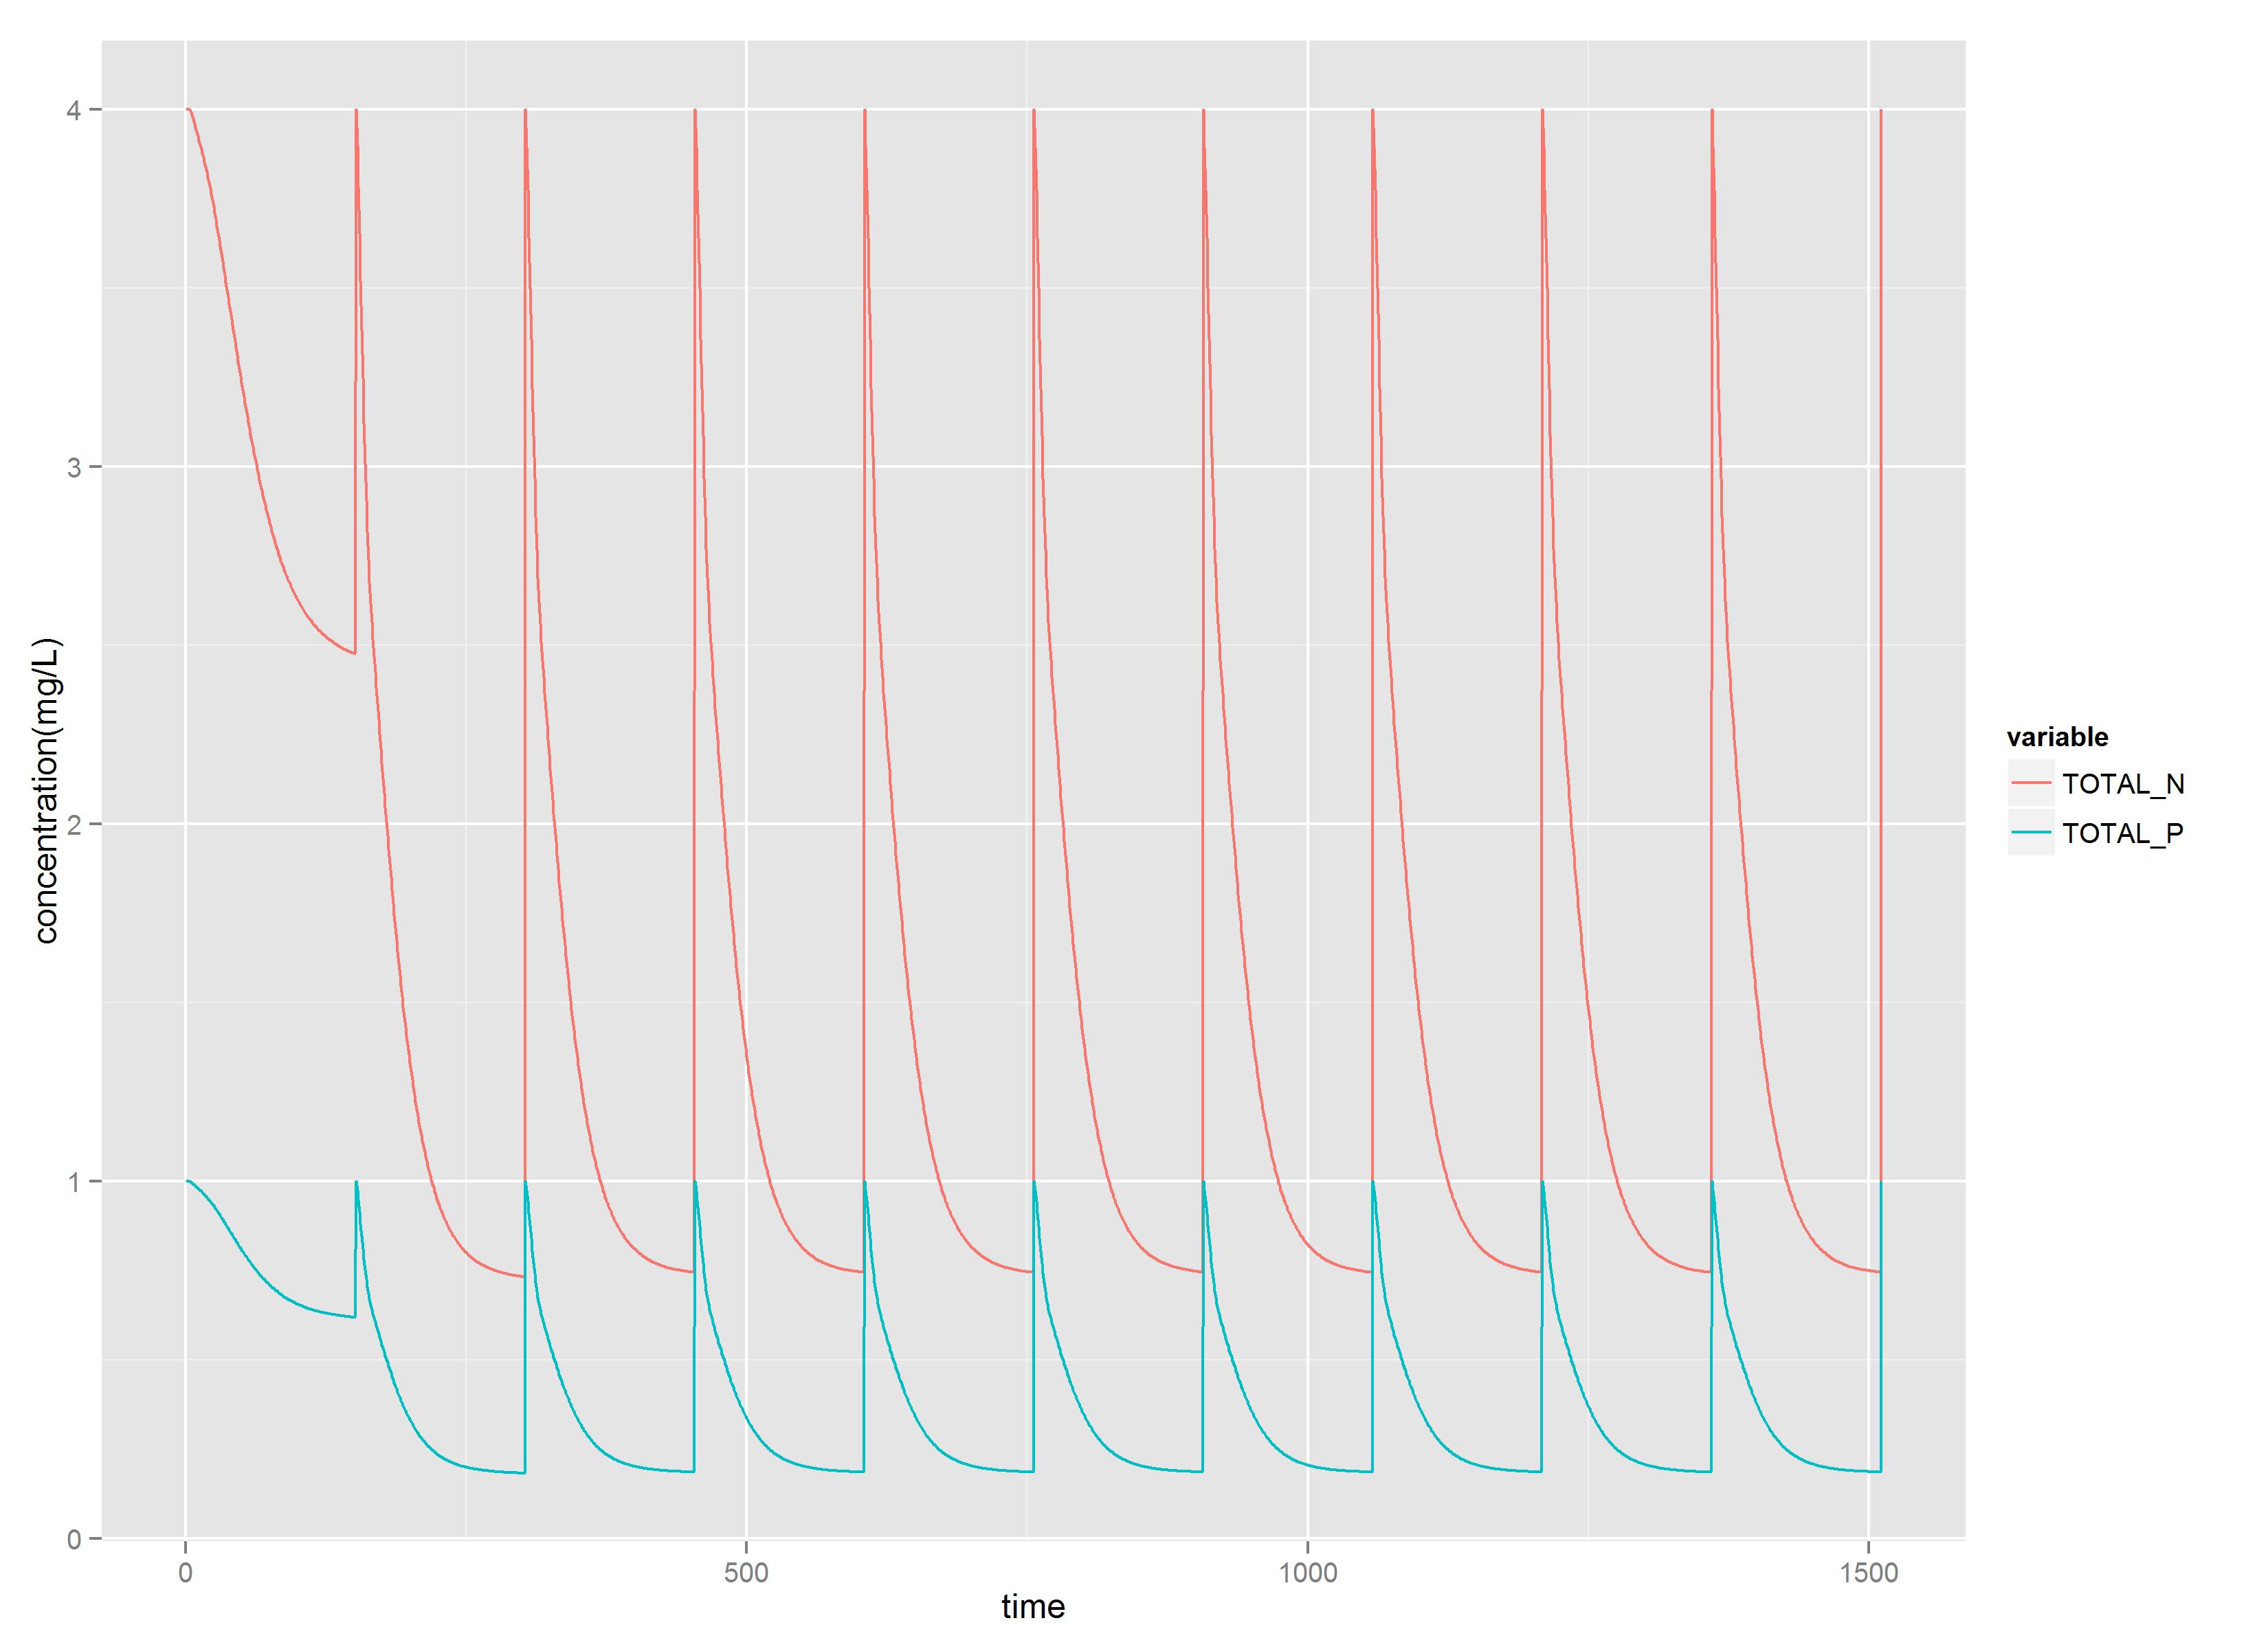 concentration(mg/L)
4
3
2
1
0
0 500 1000 1500
time
variable
TOTAL_N
TOTAL_P